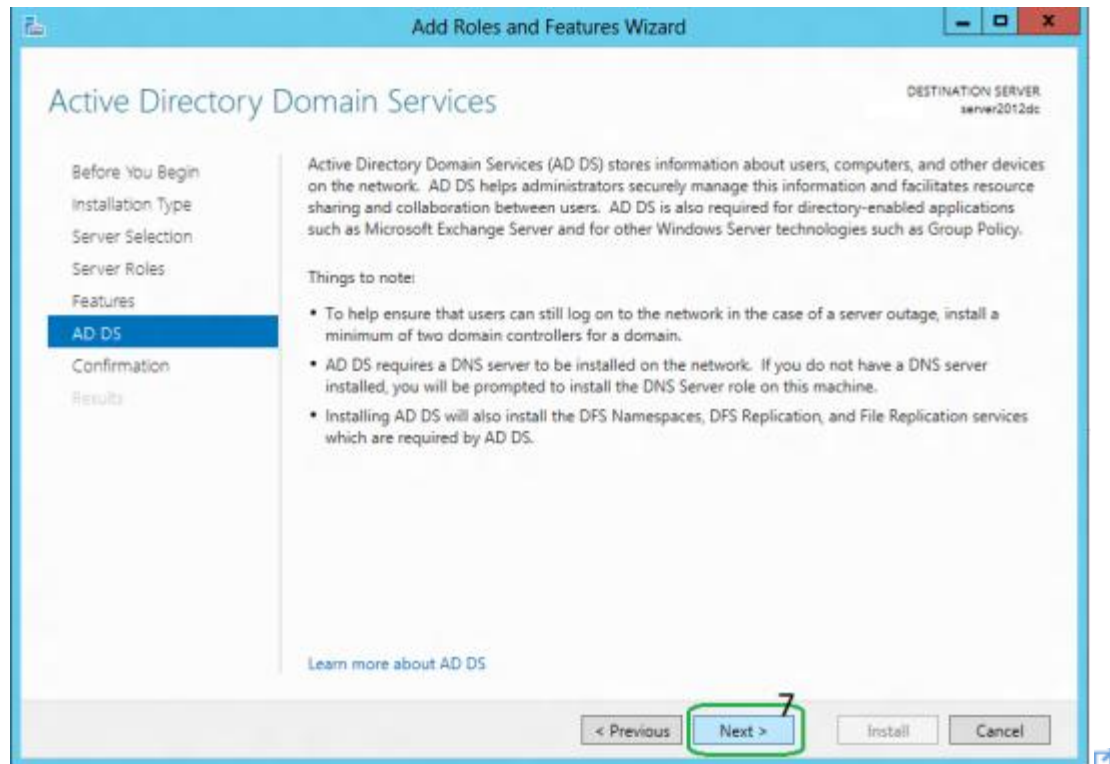 Add Roles and Features Wizard
x
Active Directory Domain Services
DESTINATION SERVER
server2012dc
Before You Begin
Installation Type
Server Selection
Server Roles
Features
AD DS
Confirmation
Results
Active Directory Domain Services (AD DS) stores information about users, computers, and other devices
on the network. AD DS helps administrators securely manage this information and facilitates resource
sharing and collaboration between users. AD DS is also required for directory-enabled applications
such as Microsoft Exchange Server and for other Windows Server technologies such as Group Policy.
Things to note:
• To help ensure that users can still log on to the network in the case of a server outage, install a
minimum of two domain controllers for a domain.
• AD DS requires a DNS server to be installed on the network. If you do not have a DNS server
installed, you will be prompted to install the DNS Server role on this machine.
• Installing AD DS will also install the DFS Namespaces, DFS Replication, and File Replication services
which are required by AD DS.
Learn more about AD DS
7
< Previous Next > Install Cancel